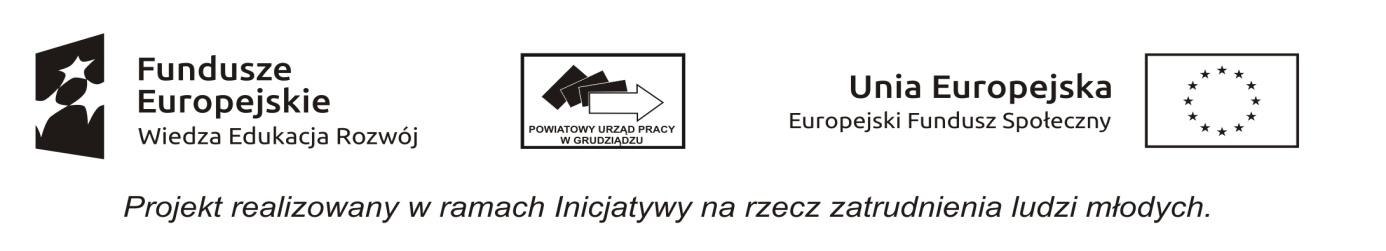 Fundusze
Europejskie
Wiedza Edukacja Rozwój
POWIATOWY URZĄD PRACY
W GRUDZIĄDZU
Unia Europejska
Europejski Fundusz Społeczny
Projekt realizowany w ramach Inicjatywy na rzecz zatrudnienia ludzi młodych.